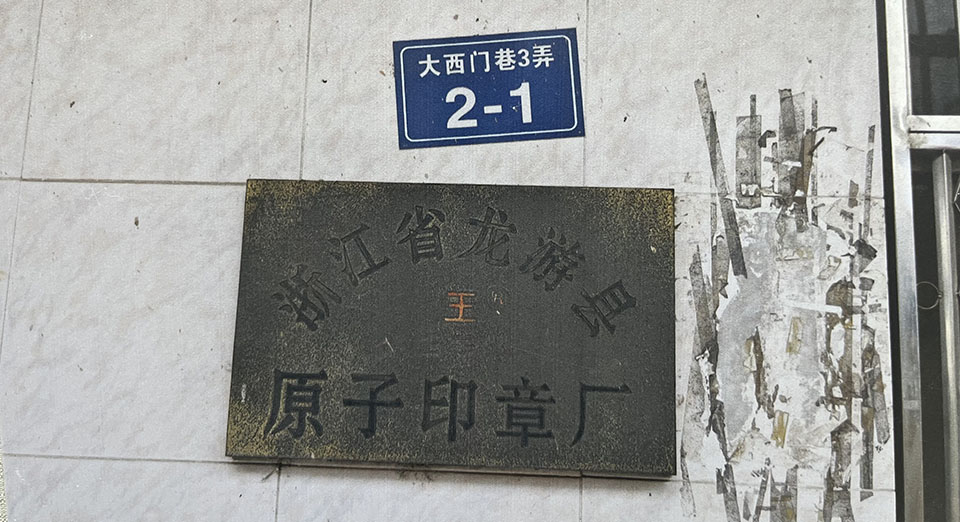 大西门巷3弄
2-1
浙江省龙游县
王
原子印章厂